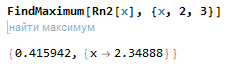 FindMaximum[Rn2[x], {x, 2, 3}]
найти максимум
{0.415942, {x → 2.34888}}